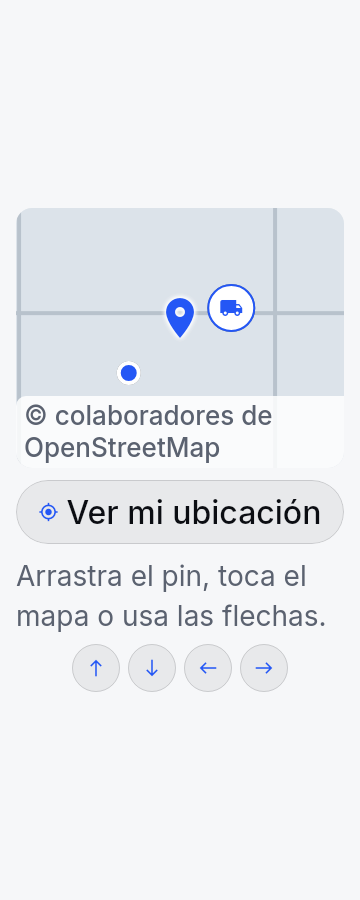 © colaboradores de
OpenStreetMap
Ver mi ubicación
Arrastra el pin, toca el
mapa o usa las flechas.